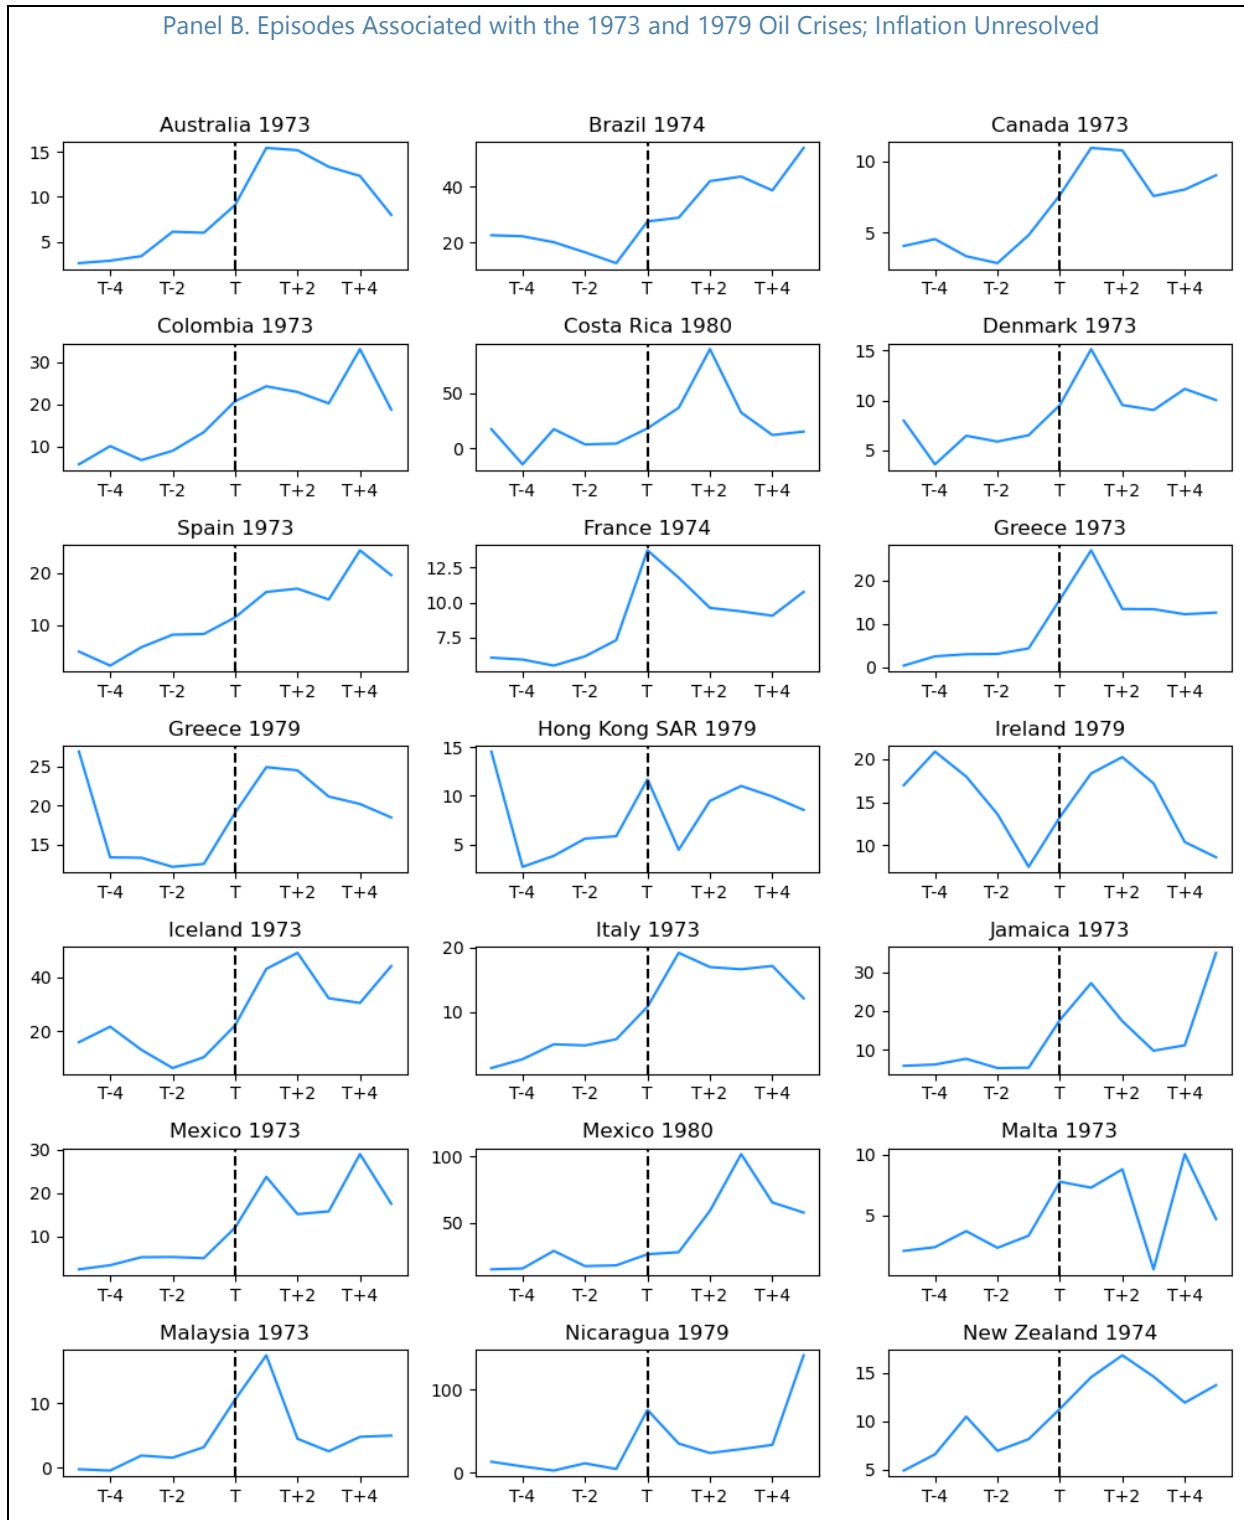 Panel B. Episodes Associated with the 1973 and 1979 Oil Crises; Inflation Unresolved
Australia 1973
15
10
5
T-4 T-2 T T+2 T+4
Brazil 1974
40
20
T-4 T-2 T T+2 T+4
Canada 1973
10
5
T-4 T-2 T T+2 T+4
Colombia 1973
30
20
10
T-4 T-2 T T+2 T+4
Costa Rica 1980
50
0
T-4 T-2 T T+2 T+4
Denmark 1973
15
10
5
T-4 T-2 T T+2 T+4
Spain 1973
20
10
T-4 T-2 T T+2 T+4
France 1974
12.5
10.0
7.5
T-4 T-2 T T+2 T+4
Greece 1973
20
10
0
T-4 T-2 T T+2 T+4
Greece 1979
25
20
15
T-4 T-2 T T+2 T+4
Hong Kong SAR 1979
15
10
5
T-4 T-2 T T+2 T+4
Ireland 1979
20
15
10
T-4 T-2 T T+2 T+4
Iceland 1973
40
20
T-4 T-2 T T+2 T+4
Italy 1973
20
10
T-4 T-2 T T+2 T+4
Jamaica 1973
30
20
10
T-4 T-2 T T+2 T+4
Mexico 1973
30
20
10
T-4 T-2 T T+2 T+4
Mexico 1980
100
50
T-4 T-2 T T+2 T+4
Malta 1973
10
5
T-4 T-2 T T+2 T+4
Malaysia 1973
10
0
T-4 T-2 T T+2 T+4
Nicaragua 1979
100
0
T-4 T-2 T T+2 T+4
New Zealand 1974
15
10
5
T-4 T-2 T T+2 T+4